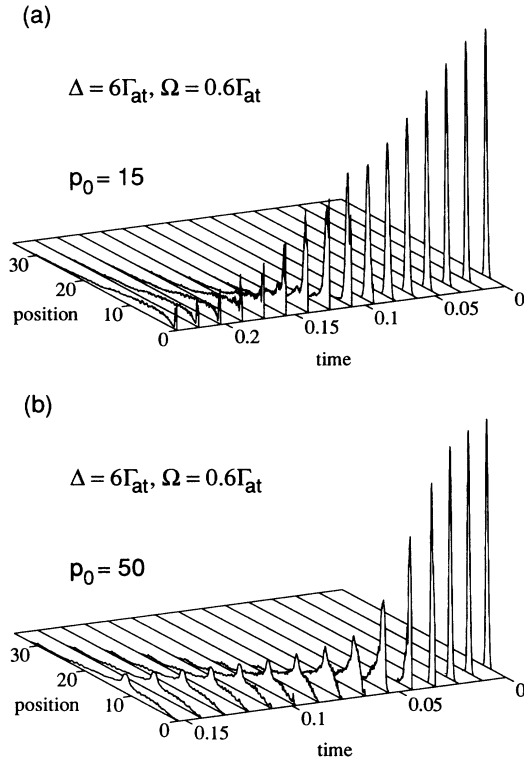 (a)
Δ = 6Γat, Ω = 0.6Γat
p0 = 15
30
20
position
10
0
0.2
0.15
0.1
0.05
0
time
(b)
Δ = 6Γat, Ω = 0.6Γat
p0 = 50
30
20
position
10
0
0.15
0.1
0.05
0
time